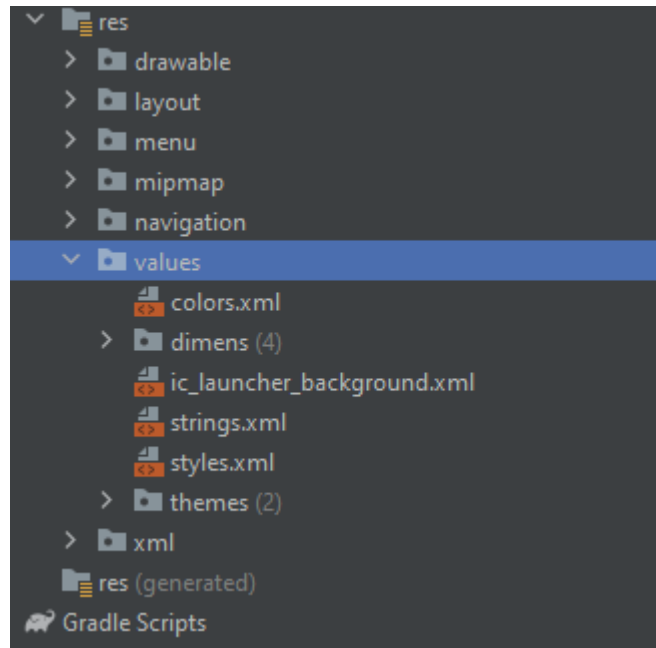 res
drawable
layout
menu
mipmap
navigation
values
colors.xml
dimens (4)
ic_launcher_background.xml
strings.xml
styles.xml
themes (2)
xml
res (generated)
Gradle Scripts